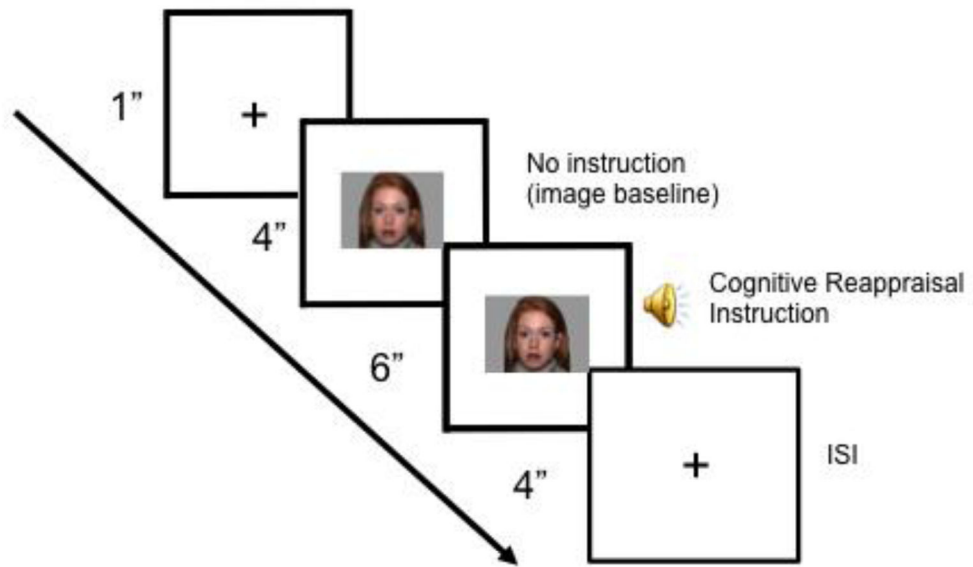 1”
+
No instruction
(image baseline)
4”
Cognitive Reappraisal
Instruction
6”
+
ISI
4”